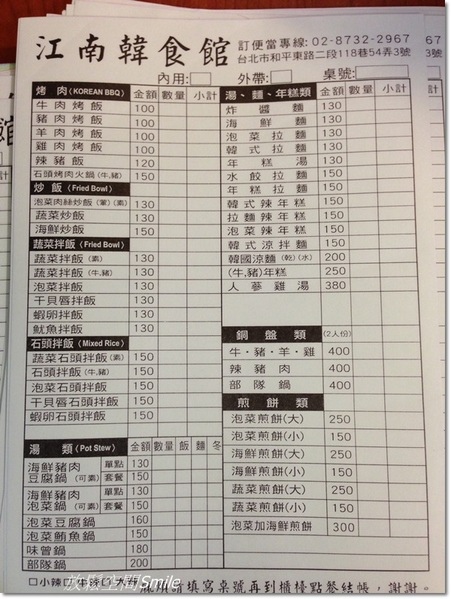 江南韓食館
訂便當專線: 02-8732-2967
台北市和平東路二段118巷54弄3號
內用: 外帶: 桌號:
烤 肉 (KOREAN BBQ) 金額 數量 小計
牛肉烤飯 100
豬肉烤飯 100
羊肉烤飯 100
雞肉烤飯 100
辣豬飯 120
石頭烤肉火鍋(牛.豬) 150
炒飯 (Fried Bowl)
泡菜肉絲炒飯(葷)(素) 130
蔬菜炒飯 130
海鮮炒飯 150
蔬菜拌飯 (Fried Bowl)
蔬菜拌飯(素) 130
蔬菜拌飯(牛.豬) 130
泡菜拌飯 130
干貝唇拌飯 130
蝦卵拌飯 130
魷魚拌飯 130
石頭拌飯 (Mixed Rice)
蔬菜石頭拌飯(素) 150
石頭拌飯(牛.豬) 150
泡菜石頭拌飯 150
干貝唇石頭拌飯 150
蝦卵石頭拌飯 150
湯 類 (Pot Stew) 金額 數量 飯 麵 冬
海鮮豬肉豆腐鍋(可素) 單點 130
套餐 150
海鮮豬肉泡菜鍋(可素) 單點 130
套餐 150
泡菜豆腐鍋 160
泡菜鮪魚鍋 150
味噌鍋 180
部隊鍋 200
湯、麵、年糕類 金額 數量 小計
炸醬麵 130
海鮮麵 130
泡菜拉麵 130
韓式拉麵 130
年糕湯 130
水餃拉麵 150
年糕拉麵 150
韓式辣年糕 150
拉麵辣年糕 150
泡菜辣年糕 150
韓式涼拌麵 150
韓國涼麵(乾)(水) 200
(牛.豬)年糕 250
人蔘雞湯 380
銅盤類 (2人份)
牛．豬．羊．雞 400
辣豬肉 400
部隊鍋 400
煎餅類
泡菜煎餅(大) 250
泡菜煎餅(小) 150
海鮮煎餅(大) 250
海鮮煎餅(小) 150
蔬菜煎餅(大) 250
蔬菜煎餅(小) 150
泡菜加海鮮煎餅 300
小辣
填寫桌號再到櫃檯點餐結帳，謝謝。
放鬆空間Smile